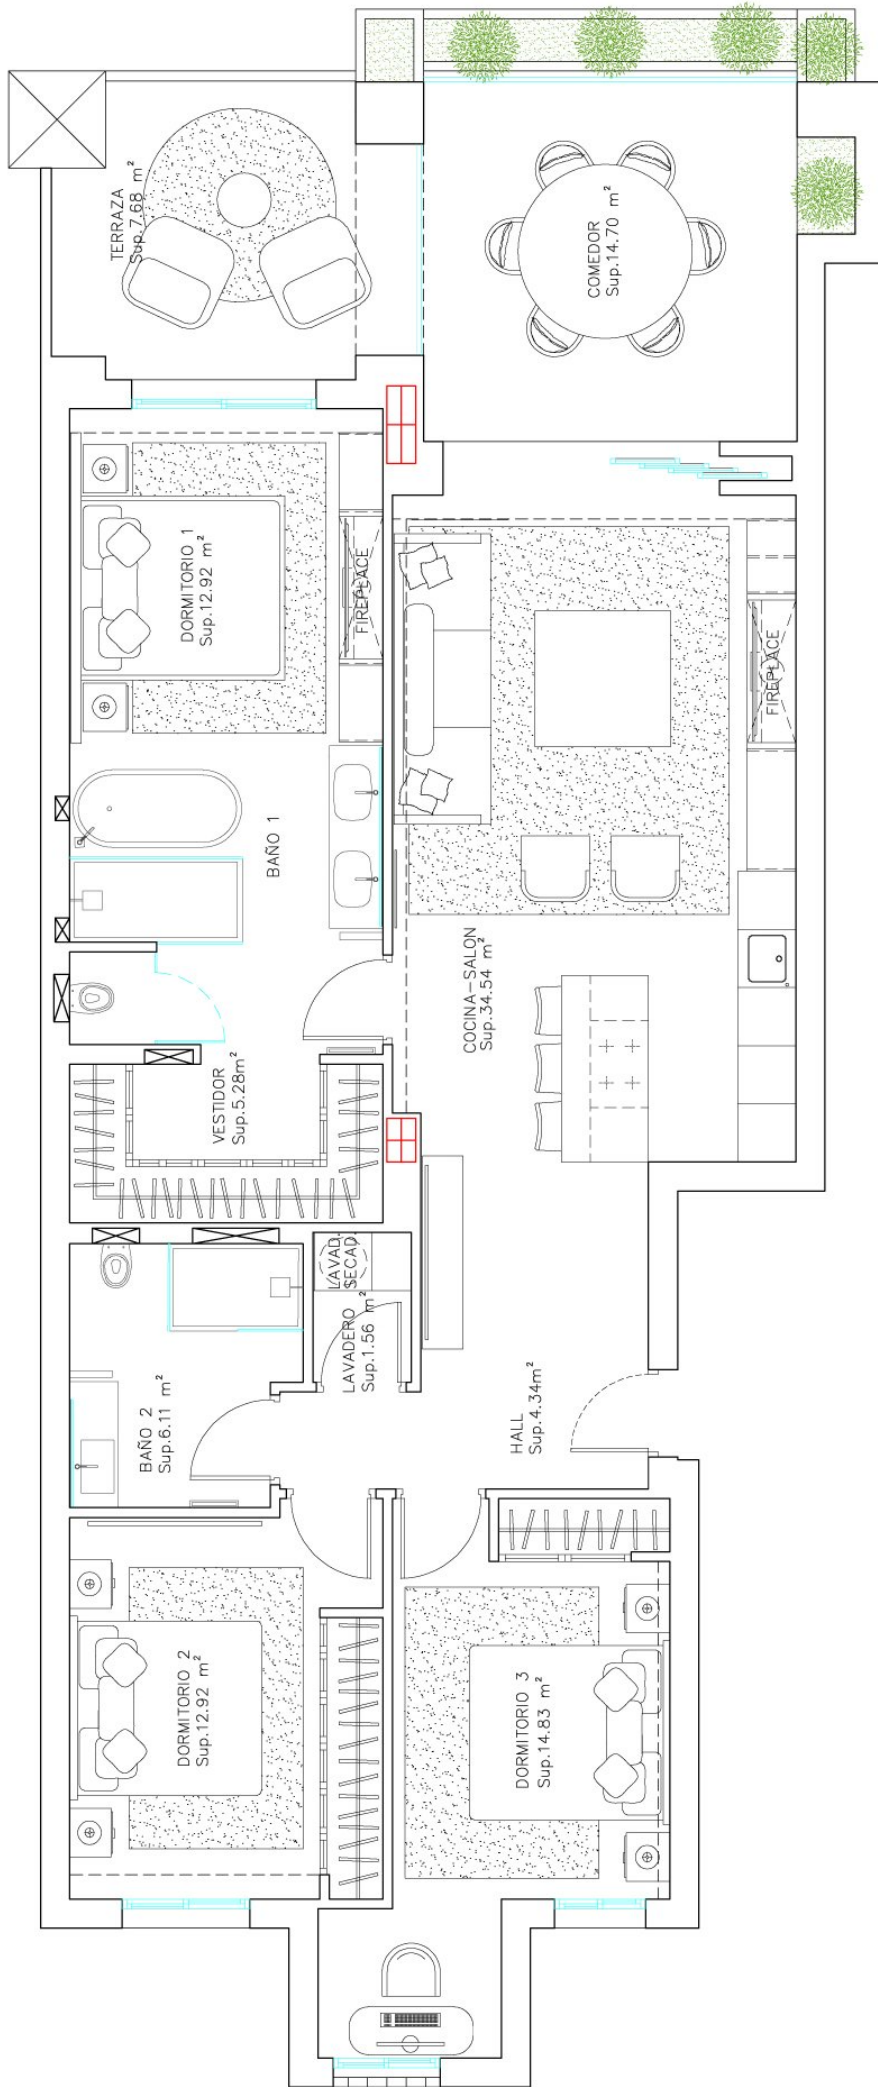 TERRAZA
Sup.7.68 m²
COMEDOR
Sup.14.70 m²
DORMITORIO 1
Sup.12.92 m²
FIREPLACE
FIREPLACE
BAÑO 1
COCINA-SALON
Sup.34.54 m²
VESTIDOR
Sup.5.28m²
LAVAD.
SECAD.
LAVADERO
Sup.1.56 m²
BAÑO 2
Sup.6.11 m²
HALL
Sup.4.34m²
DORMITORIO 2
Sup.12.92 m²
DORMITORIO 3
Sup.14.83 m²